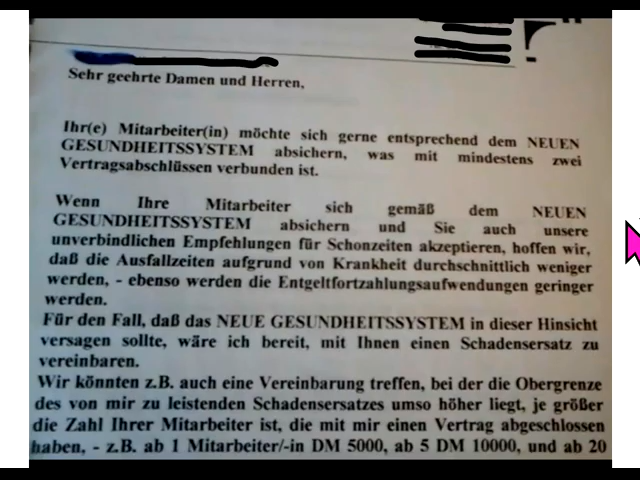 Sehr geehrte Damen und Herren,
Ihr(e) Mitarbeiter(in) möchte sich gerne entsprechend dem NEUEN
GESUNDHEITSSYSTEM absichern, was mit mindestens zwei
Vertragsabschlüssen verbunden ist.
Wenn Ihre Mitarbeiter sich gemäß dem NEUEN
GESUNDHEITSSYSTEM absichern und Sie auch unsere
unverbindlichen Empfehlungen für Schonzeiten akzeptieren, hoffen wir,
daß die Ausfallzeiten aufgrund von Krankheit durchschnittlich weniger
werden, - ebenso werden die Entgeltfortzahlungsaufwendungen geringer
werden.
Für den Fall, daß das NEUE GESUNDHEITSSYSTEM in dieser Hinsicht
versagen sollte, wäre ich bereit, mit Ihnen einen Schadensersatz zu
vereinbaren.
Wir könnten z.B. auch eine Vereinbarung treffen, bei der die Obergrenze
des von mir zu leistenden Schadensersatzes umso höher liegt, je größer
die Zahl Ihrer Mitarbeiter ist, die mit mir einen Vertrag abgeschlossen
haben, - z.B. ab 1 Mitarbeiter/-in DM 5000, ab 5 DM 10000, und ab 20